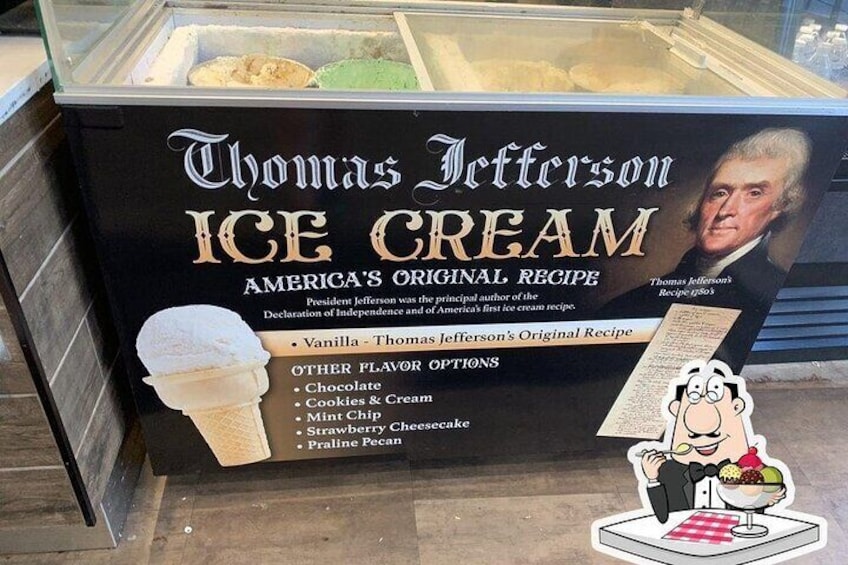 Thomas Jefferson
ICE CREAM
AMERICA'S ORIGINAL RECIPE
President Jefferson was the principal author of the
Declaration of Independence and of America's first ice cream recipe.
• Vanilla - Thomas Jefferson's Original Recipe
OTHER FLAVOR OPTIONS
• Chocolate
• Cookies & Cream
• Mint Chip
• Strawberry Cheesecake
• Praline Pecan
Thomas Jefferson's
Recipe 1780's